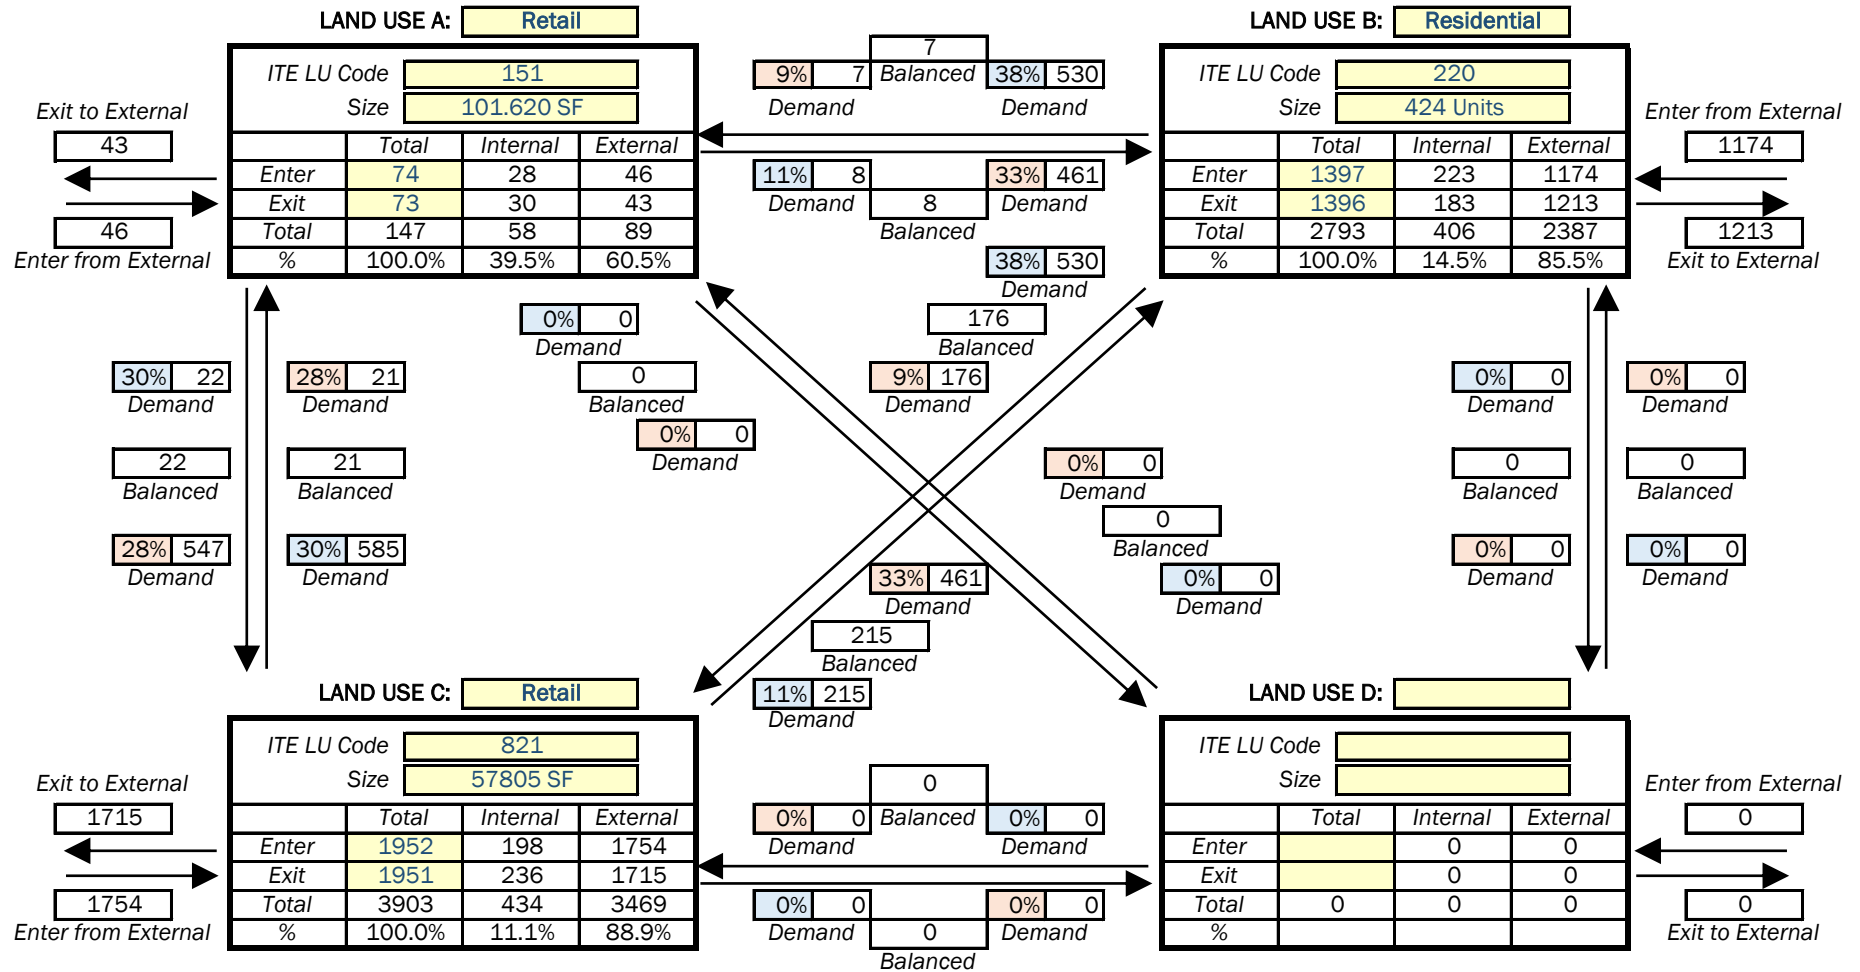 LAND USE A: Retail LAND USE B: Residential
7
ITE LU Code 151 9% 7 Balanced 38% 530 ITE LU Code 220
Exit to External Size 101.620 SF Demand Demand Size 424 Units Enter from External
43 Total Internal External Total Internal External 1174
Enter 74 28 46 11% 8 33% 461 Enter 1397 223 1174
Exit 73 30 43 Demand 8 Demand Exit 1396 183 1213
46 Total 147 58 89 Balanced Total 2793 406 2387 1213
Enter from External % 100.0% 39.5% 60.5% 38% 530 % 100.0% 14.5% 85.5% Exit to External
Demand
0% 0 176
Demand Balanced
30% 22 28% 21 0 9% 176 0% 0 0% 0
Demand Demand Balanced Demand Demand Demand
0% 0
22 21 Demand 0% 0 0 0
Balanced Balanced Demand Balanced Balanced
0
28% 547 30% 585 Balanced 0% 0 0% 0
Demand Demand 33% 461 0% 0 Demand Demand
Demand Demand
215
Balanced
LAND USE C: Retail 11% 215 LAND USE D:
Demand
ITE LU Code 821 ITE LU Code
Exit to External Size 57805 SF 0 Size Enter from External
1715 Total Internal External 0% 0 Balanced 0% 0 Total Internal External 0
Enter 1952 198 1754 Demand Demand Enter 0 0
Exit 1951 236 1715 Exit 0 0
1754 Total 3903 434 3469 0% 0 0% 0 Total 0 0 0 0
Enter from External % 100.0% 11.1% 88.9% Demand 0 Demand % Exit to External
Balanced